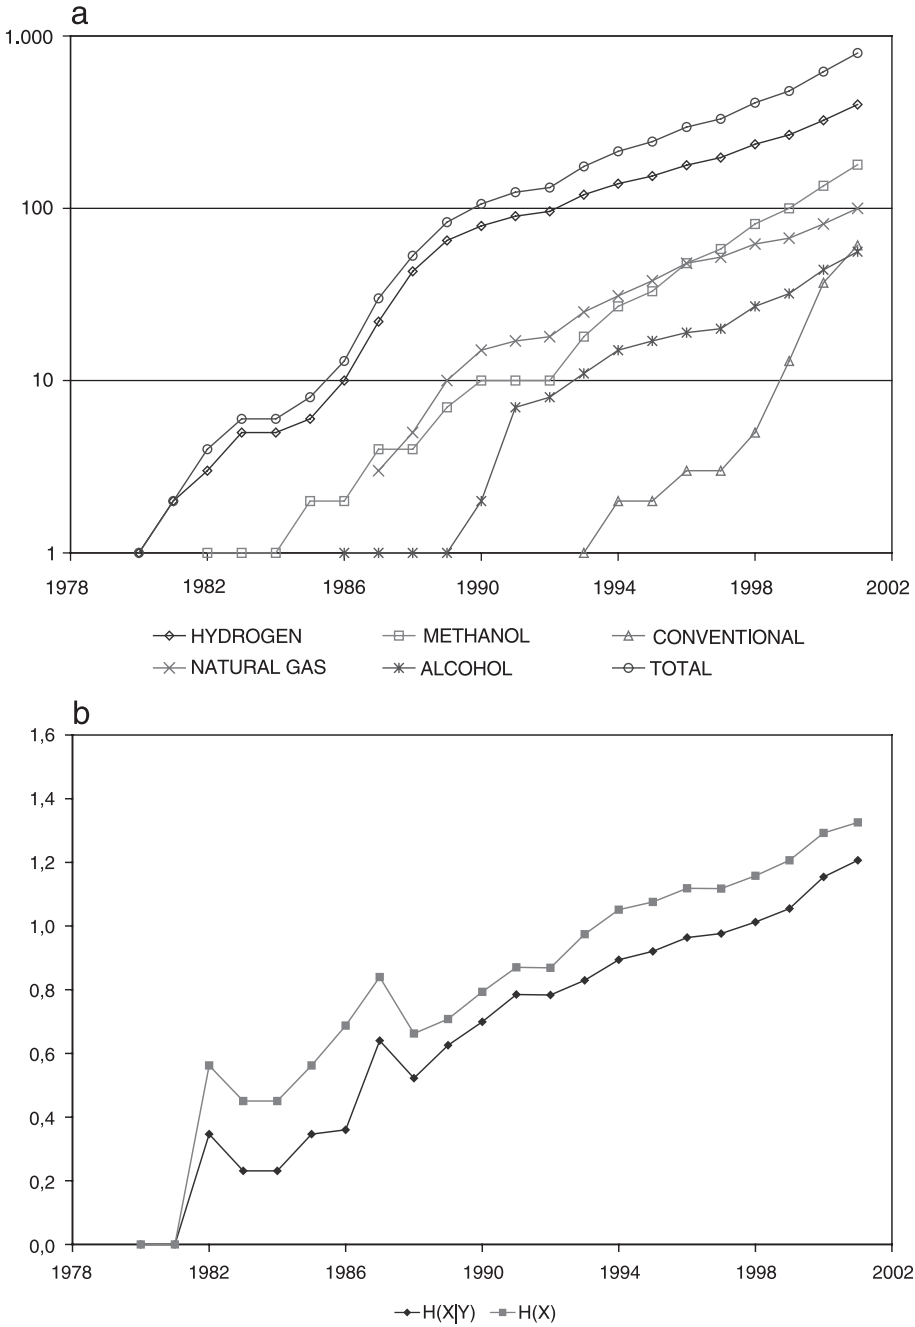 a
1.000
100
10
1
1978 1982 1986 1990 1994 1998 2002
HYDROGEN METHANOL CONVENTIONAL
NATURAL GAS ALCOHOL TOTAL
b
1,6
1,4
1,2
1,0
0,8
0,6
0,4
0,2
0,0
1978 1982 1986 1990 1994 1998 2002
H(X|Y) H(X)